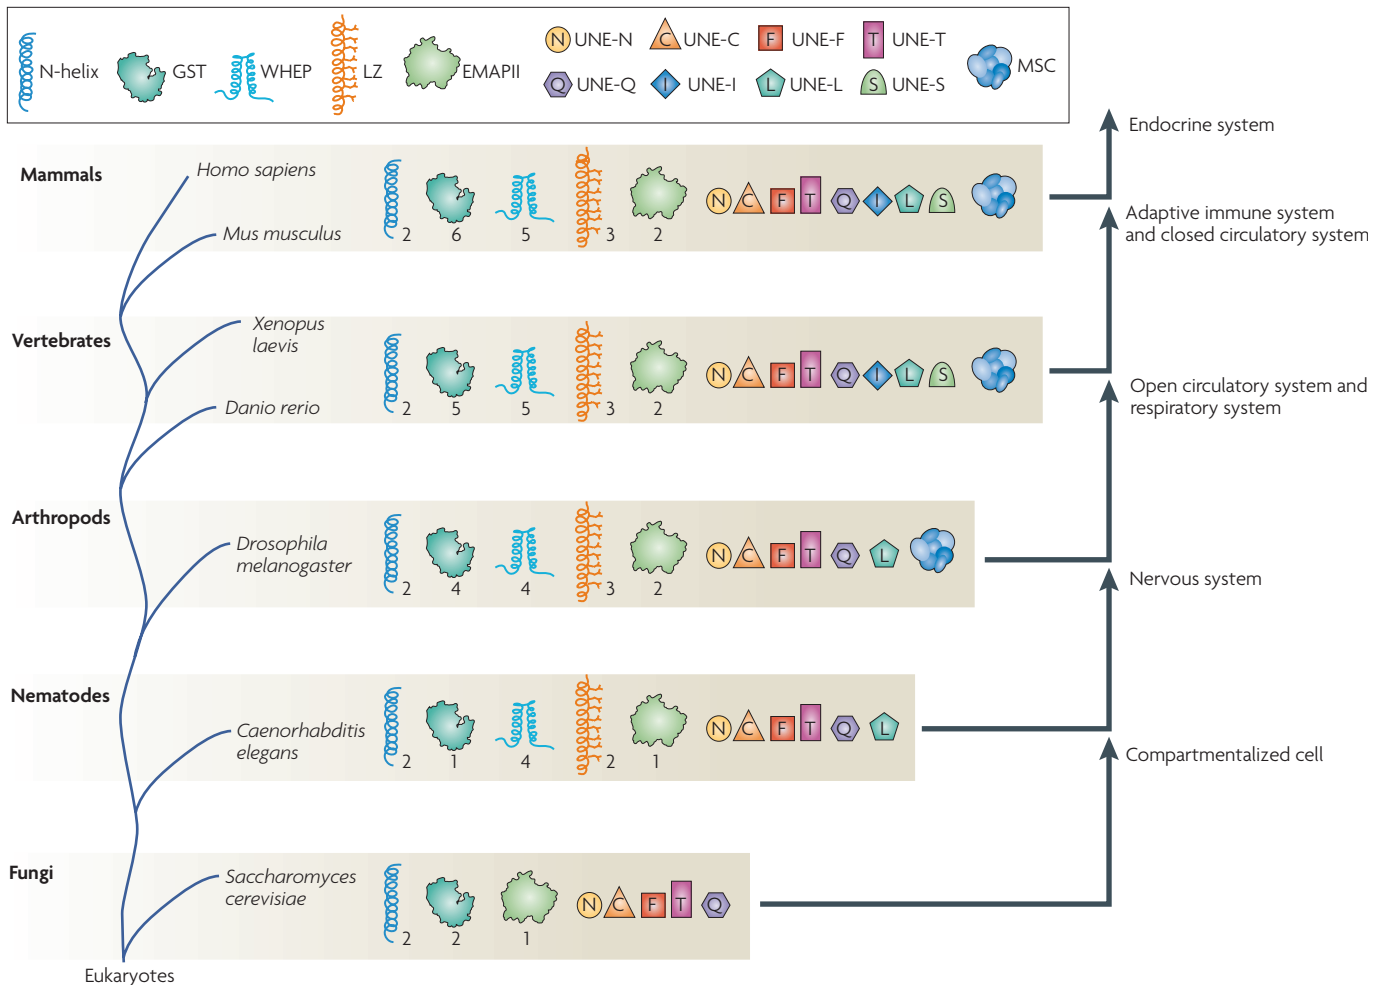 N-helix GST WHEP LZ EMAPII N UNE-N C UNE-C F UNE-F T UNE-T MSC
Q UNE-Q I UNE-I L UNE-L S UNE-S
Endocrine system
Mammals
Homo sapiens
Mus musculus
N C F T Q I L S
2 6 5 3 2
Adaptive immune system
and closed circulatory system
Vertebrates
Xenopus
laevis
Danio rerio
N C F T Q I L S
2 5 5 3 2
Open circulatory system and
respiratory system
Arthropods
Drosophila
melanogaster
N C F T Q L
2 4 4 3 2
Nervous system
Nematodes
Caenorhabditis
elegans
N C F T Q L
2 1 4 2 1
Compartmentalized cell
Fungi
Saccharomyces
cerevisiae
N C F T Q
2 2 1
Eukaryotes